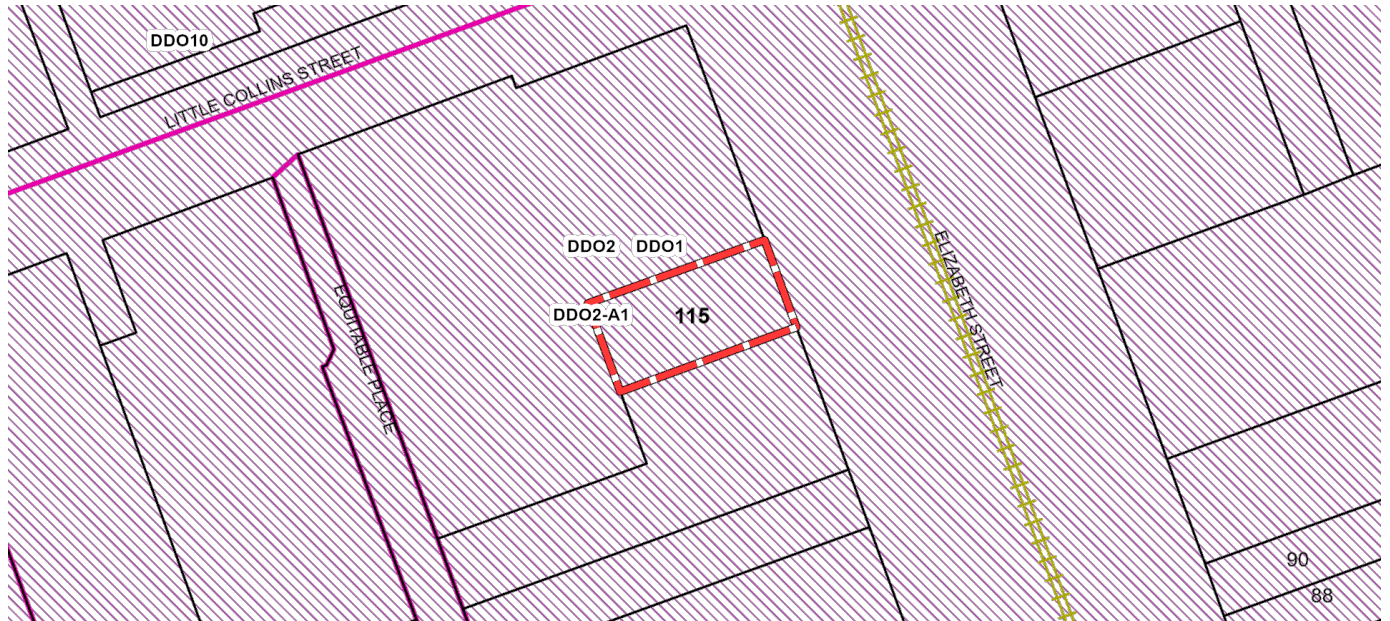 DDO10
LITTLE COLLINS STREET
DDO2
DDO1
ELIZABETH STREET
DDO2-A1
115
EQUITABLE PLACE
90
88